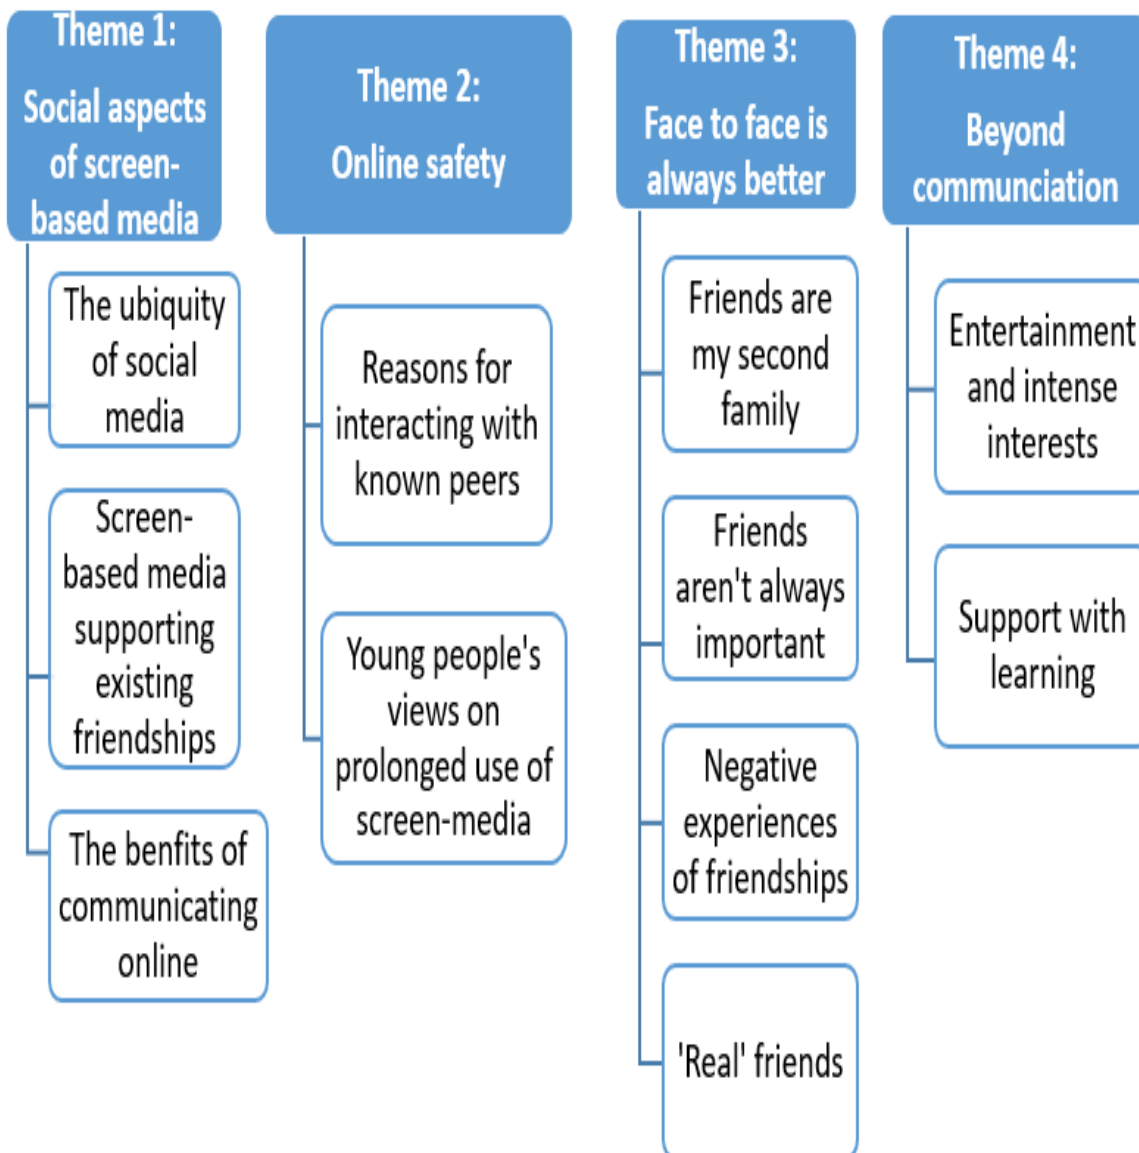 Theme 1:
Social aspects
of screen-
based media
The ubiquity
of social
media
Screen-
based media
supporting
existing
friendships
The benfits of
communicating
online
Theme 2:
Online safety
Reasons for
interacting with
known peers
Young people's
views on
prolonged use of
screen-media
Theme 3:
Face to face is
always better
Friends are
my second
family
Friends
aren't always
important
Negative
experiences
of friendships
'Real' friends
Theme 4:
Beyond
communciation
Entertainment
and intense
interests
Support with
learning